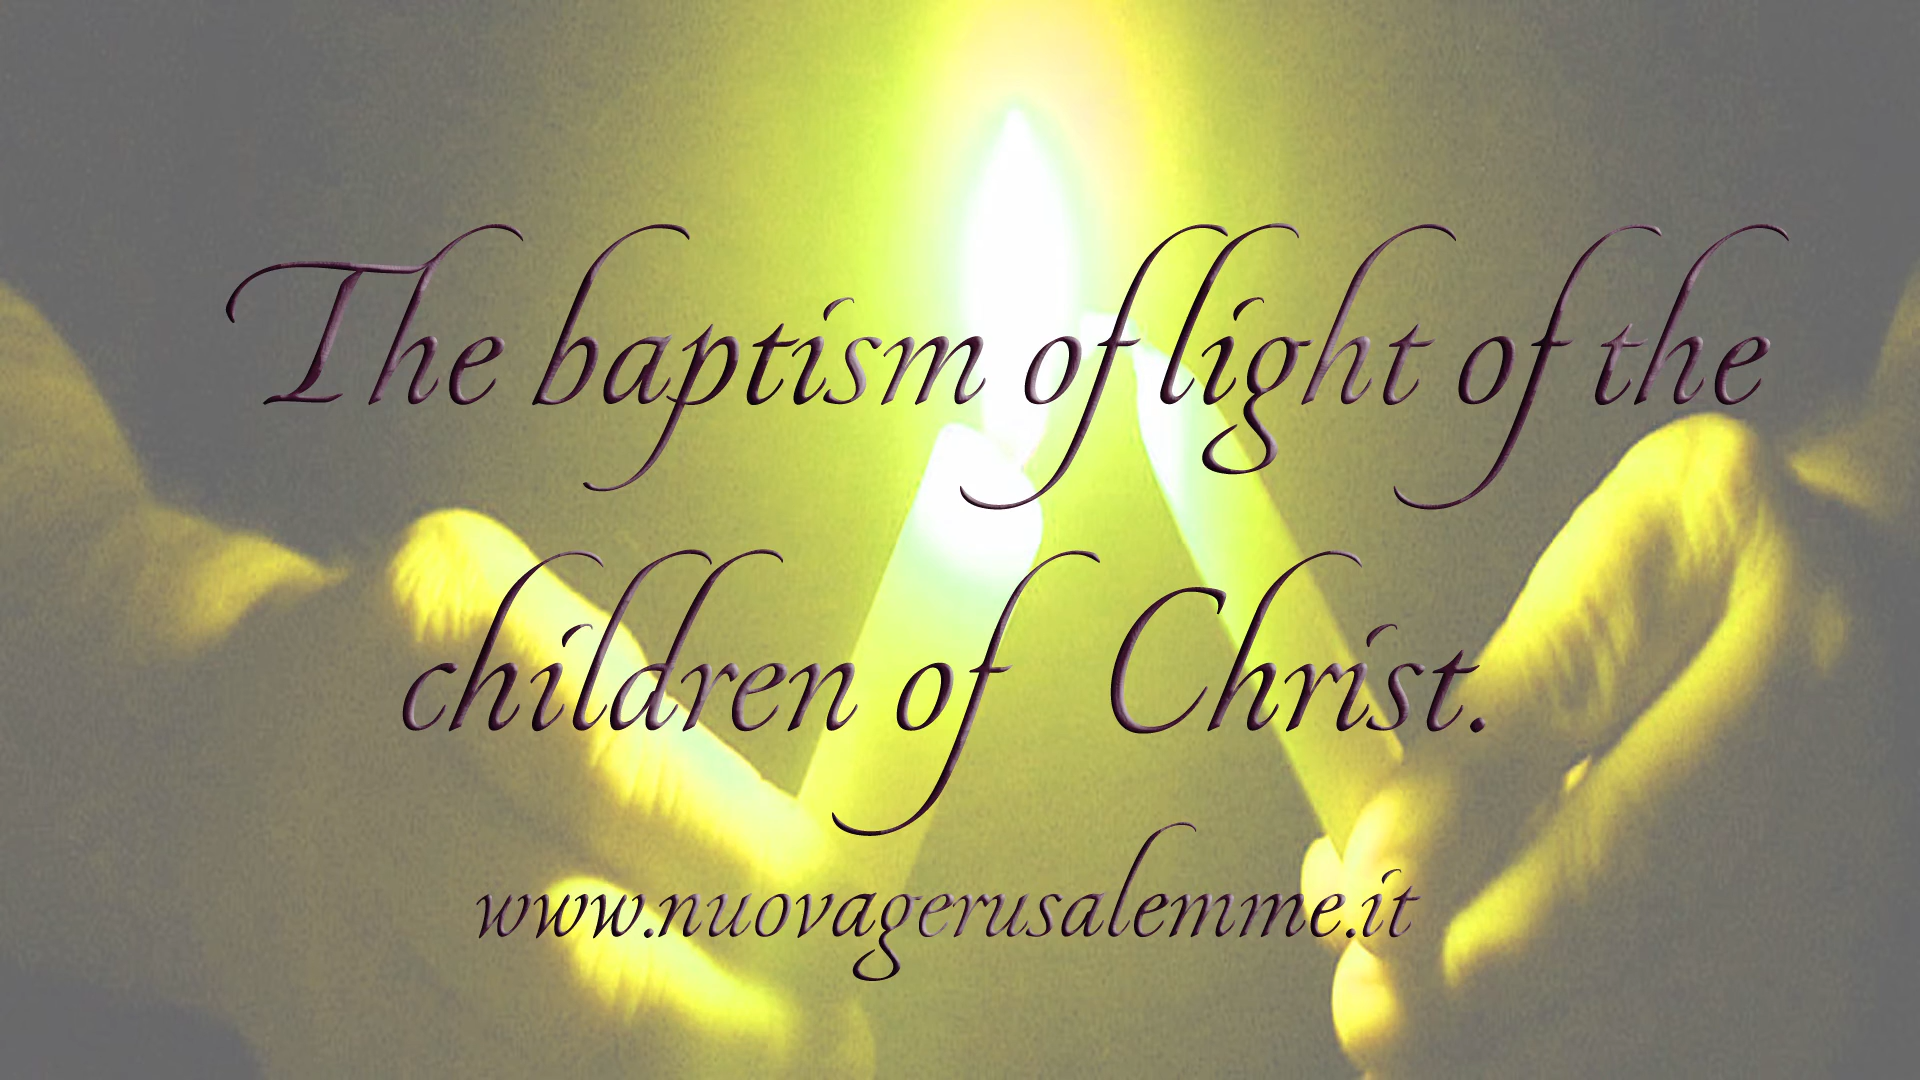 The baptism of light of the
children of Christ.
www.nuovagerusalemme.it